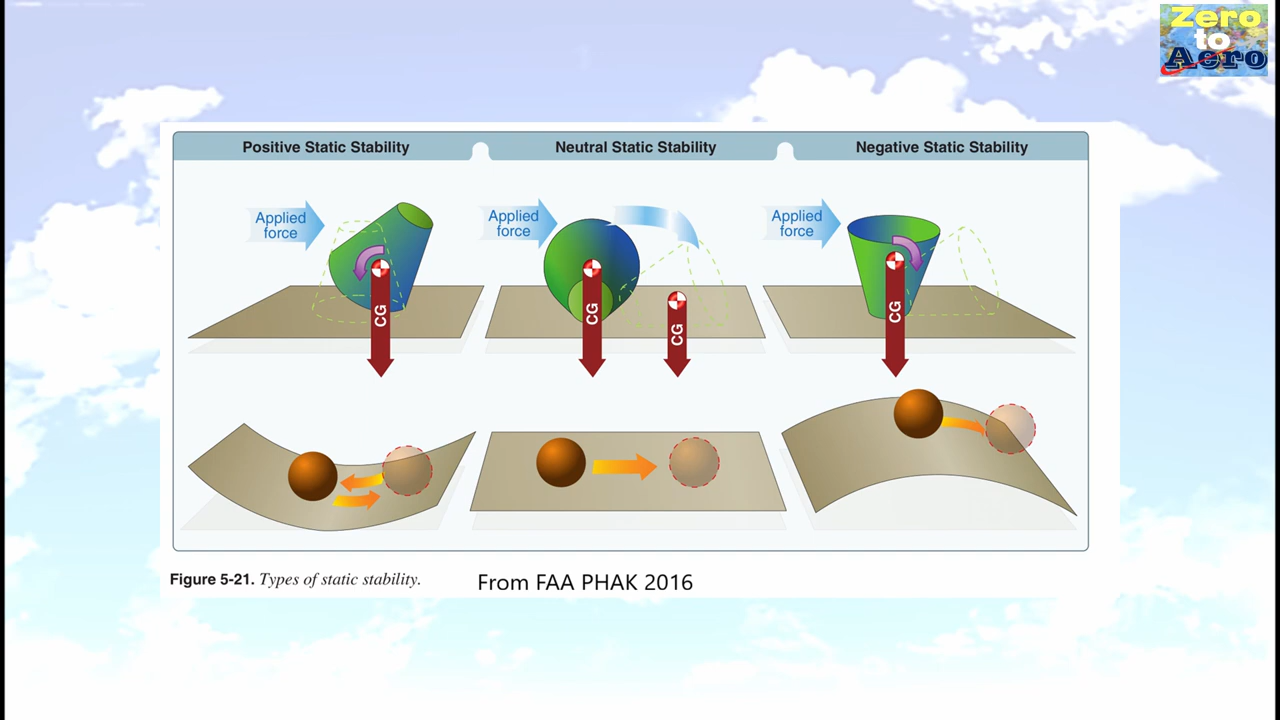 Zero
to
Aero
Positive Static Stability
Neutral Static Stability
Negative Static Stability
Applied
force
Applied
force
Applied
force
CG
CG
CG
CG
Figure 5-21. Types of static stability.
From FAA PHAK 2016